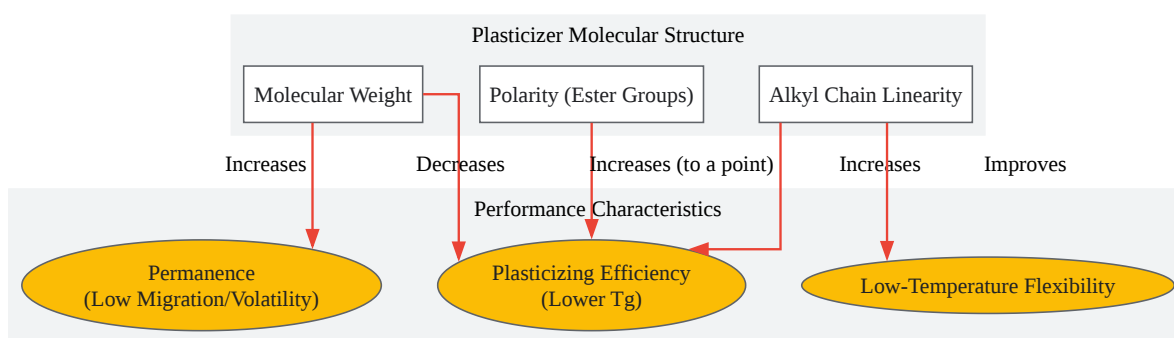 Plasticizer Molecular Structure
Molecular Weight
Polarity (Ester Groups)
Alkyl Chain Linearity
Increases
Decreases
Increases (to a point)
Increases
Improves
Performance Characteristics
Permanence
(Low Migration/Volatility)
Plasticizing Efficiency
(Lower Tg)
Low-Temperature Flexibility